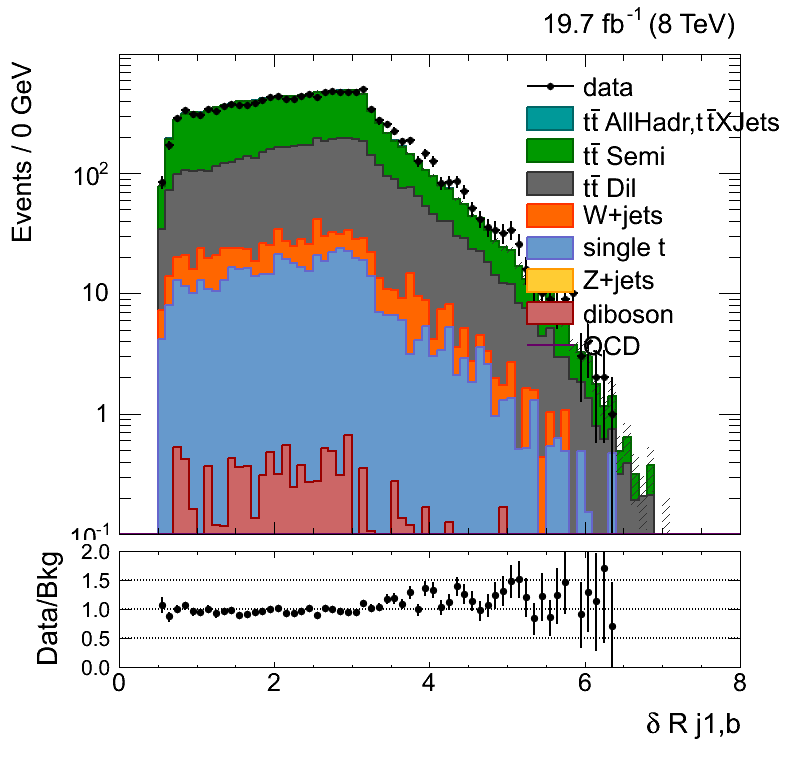 19.7 fb⁻¹ (8 TeV)
Events / 0 GeV
10²
10
1
10⁻¹
data
tt̄ AllHadr,tt̄XJets
tt̄ Semi
tt̄ Dil
W+jets
single t
Z+jets
diboson
QCD
Data/Bkg
2.0
1.5
1.0
0.5
0.0
0 2 4 6 8
δ R j1,b